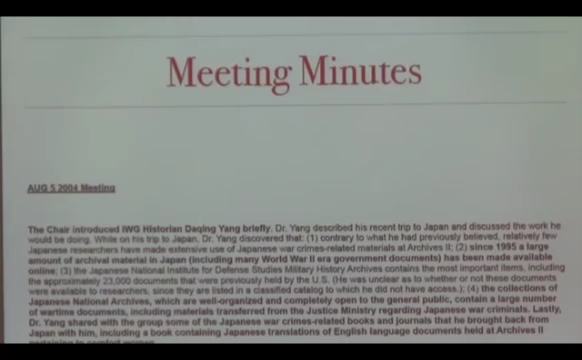 Meeting Minutes
AUG 5 2004 Meeting
The Chair introduced IWG Historian Daqing Yang briefly. Dr. Yang described his recent trip to Japan and discussed the work he
would be doing. While on his trip to Japan, Dr. Yang discovered that: (1) contrary to what he had previously believed, relatively few
Japanese researchers have made extensive use of Japanese war crimes-related materials at Archives II; (2) since 1995 a large
amount of archival material in Japan (including many World War II era government documents) has been made available
online; (3) the Japanese National Institute for Defense Studies Military History Archives contains the most important items, including
the approximately 23,000 documents that were previously held by the U.S. (He was unclear as to whether or not these documents
were available to researchers, since they are listed in a classified catalog to which he did not have access.); (4) the collections of
Japanese National Archives, which are well-organized and completely open to the general public, contain a large number
of wartime documents, including materials transferred from the Justice Ministry regarding Japanese war criminals. Lastly,
Dr. Yang shared with the group some of the Japanese war crimes-related books and journals that he brought back from
Japan with him, including a book containing Japanese translations of English language documents held at Archives II
pertaining to comfort women.